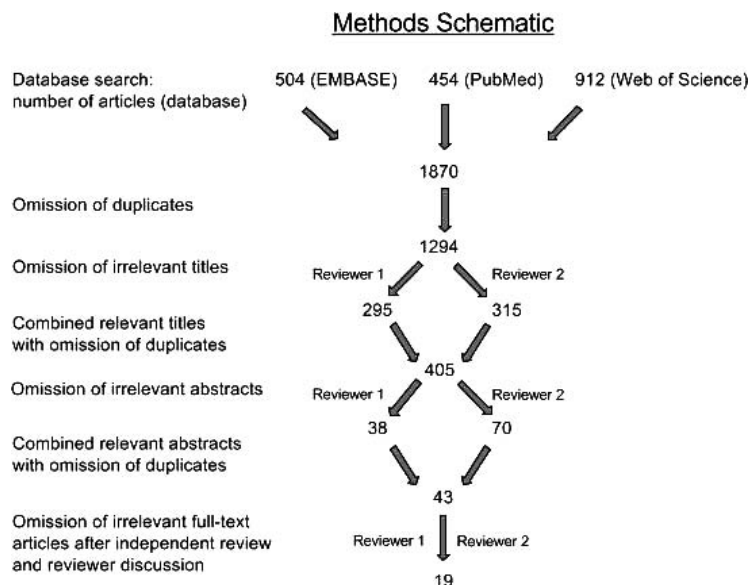 Methods Schematic
Database search:
number of articles (database)
504 (EMBASE)
454 (PubMed)
912 (Web of Science)
1870
Omission of duplicates
1294
Omission of irrelevant titles
Reviewer 1
Reviewer 2
295
315
Combined relevant titles
with omission of duplicates
405
Omission of irrelevant abstracts
Reviewer 1
Reviewer 2
38
70
Combined relevant abstracts
with omission of duplicates
43
Omission of irrelevant full-text
articles after independent review
and reviewer discussion
Reviewer 1
Reviewer 2
19